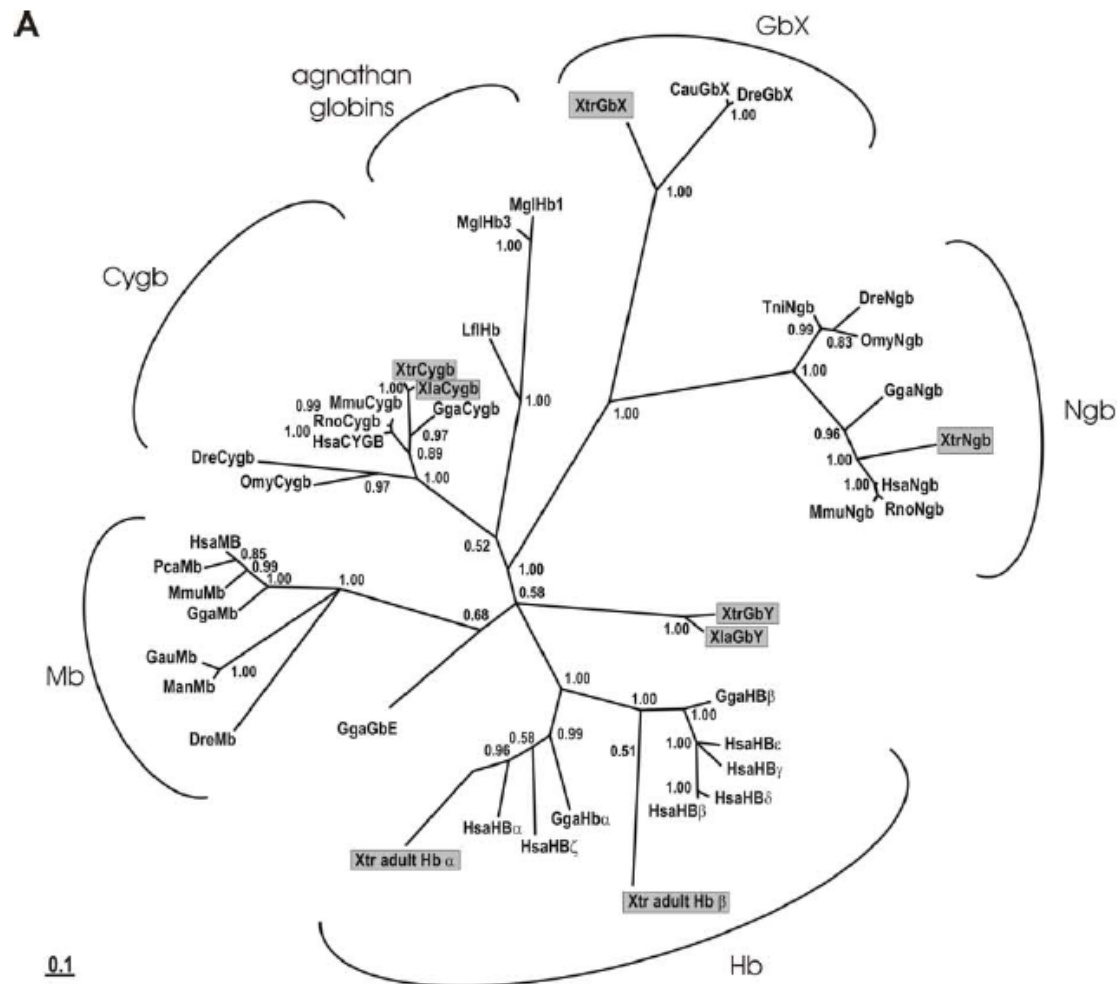 A
GbX
agnathan
globins
CauGbX
DreGbX
XtrGbX
1.00
1.00
MglHb1
MglHb3
1.00
Cygb
DreNgb
TniNgb
0.99
0.83
OmyNgb
LflHb
XtrCygb
1.00
XlaCygb
1.00
1.00
1.00
0.99
MmuCygb
GgaCygb
GgaNgb
Ngb
RnoCygb
1.00
HsaCYGB
0.97
0.96
XtrNgb
0.89
1.00
DreCygb
1.00
OmyCygb
0.97
1.00
HsaNgb
MmuNgb
RnoNgb
0.52
HsaMB
0.85
PcaMb
0.99
1.00
MmuMb
1.00
1.00
0.58
GgaMb
0.68
XtrGbY
1.00
XlaGbY
GauMb
1.00
Mb
ManMb
1.00
1.00
GgaHBβ
DreMb
GgaGbE
1.00
0.58
0.99
0.51
1.00
HsaHBε
0.96
HsaHBγ
1.00
HsaHBδ
HsaHBβ
HsaHBα
GgaHbα
HsaHBζ
Xtr adult Hb α
Xtr adult Hb β
0.1
Hb